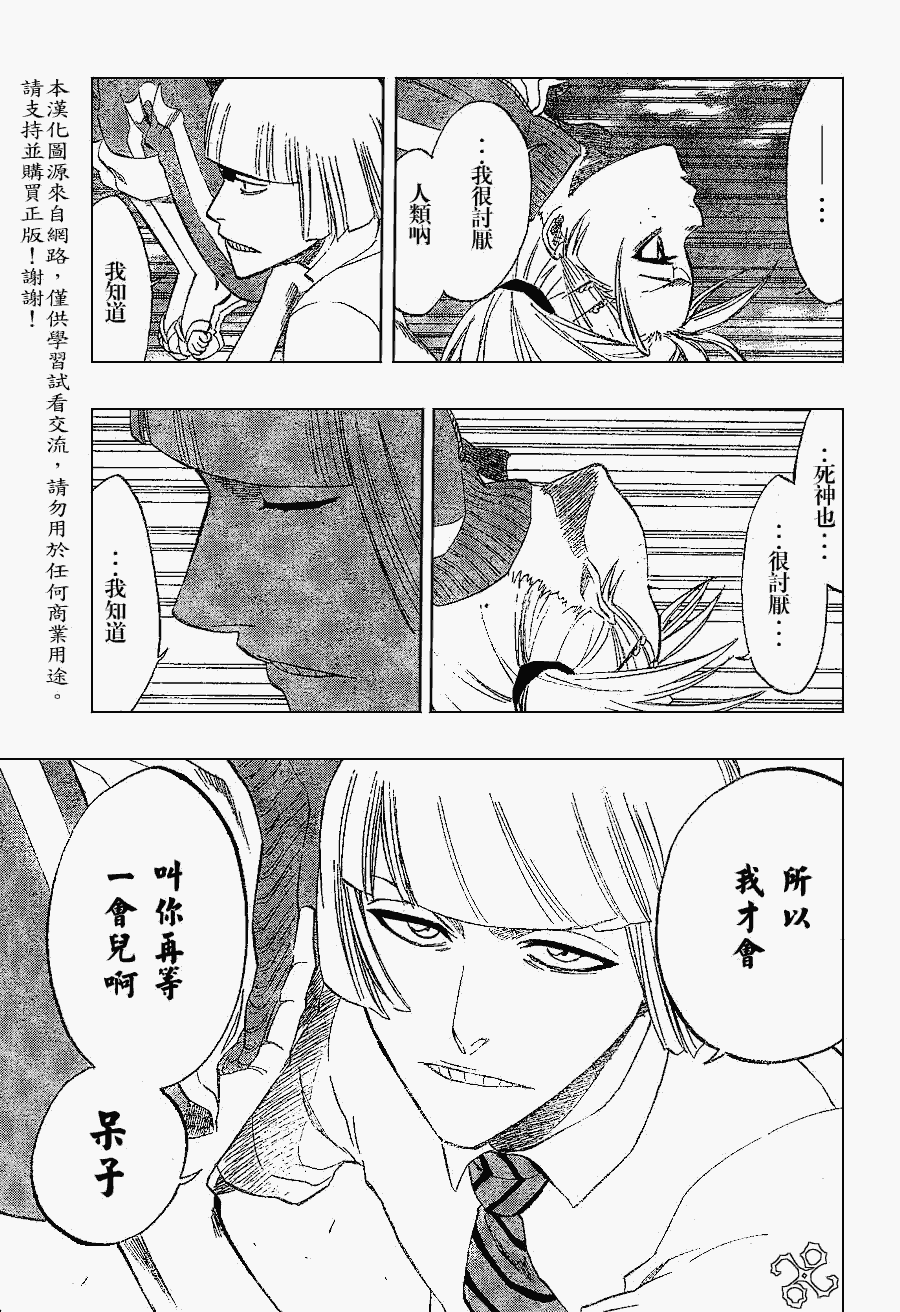 ——…
…我很討厭
人類吶
我知道
…死神也…
…很討厭…
…我知道
所以
我才會
叫你再等
一會兒啊
呆子
本漢化圖源來自網路，僅供學習試看交流，請勿用於任何商業用途。
請支持並購買正版！謝謝！